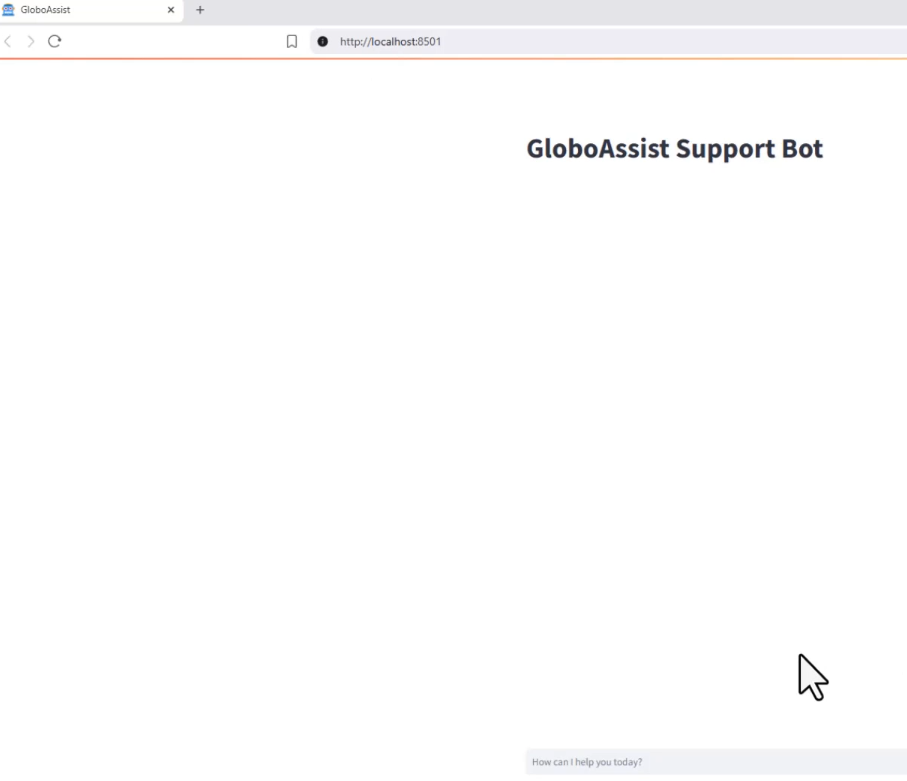 GloboAssist
http://localhost:8501
GloboAssist Support Bot
How can I help you today?